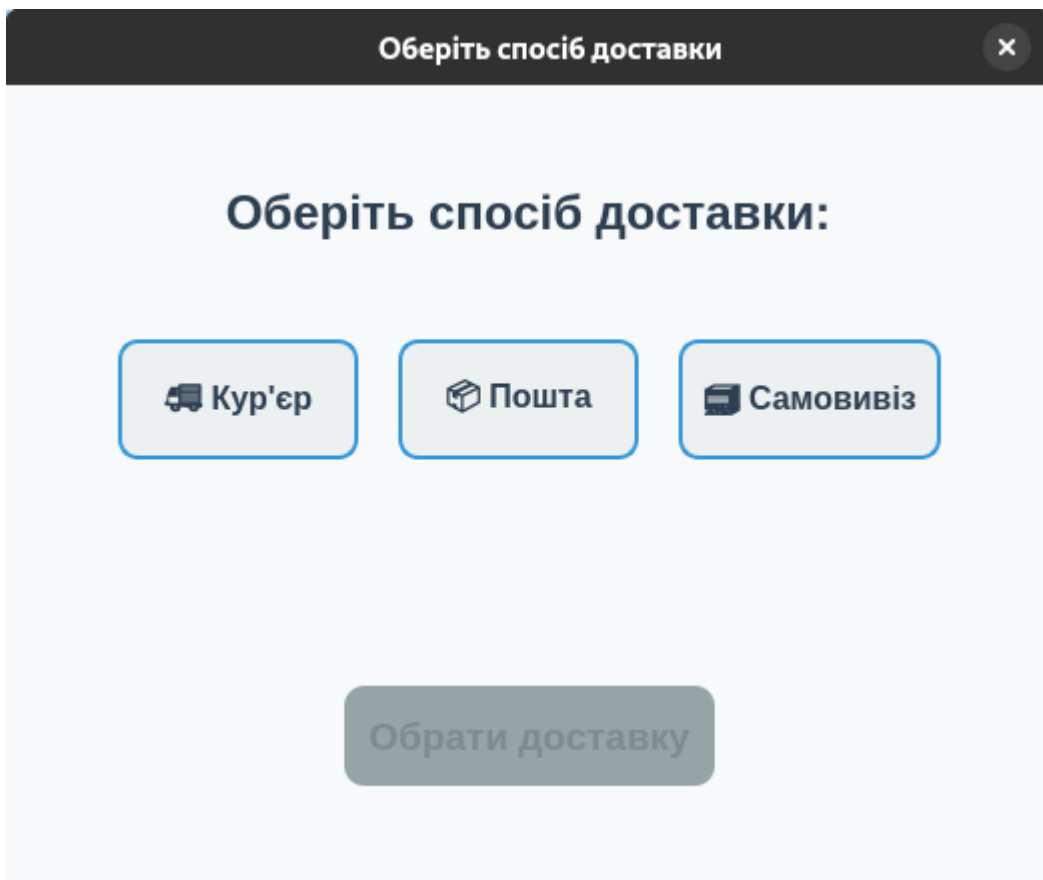 Оберіть спосіб доставки
Оберіть спосіб доставки:
Кур'єр
Пошта
Самовивіз
Обрати доставку